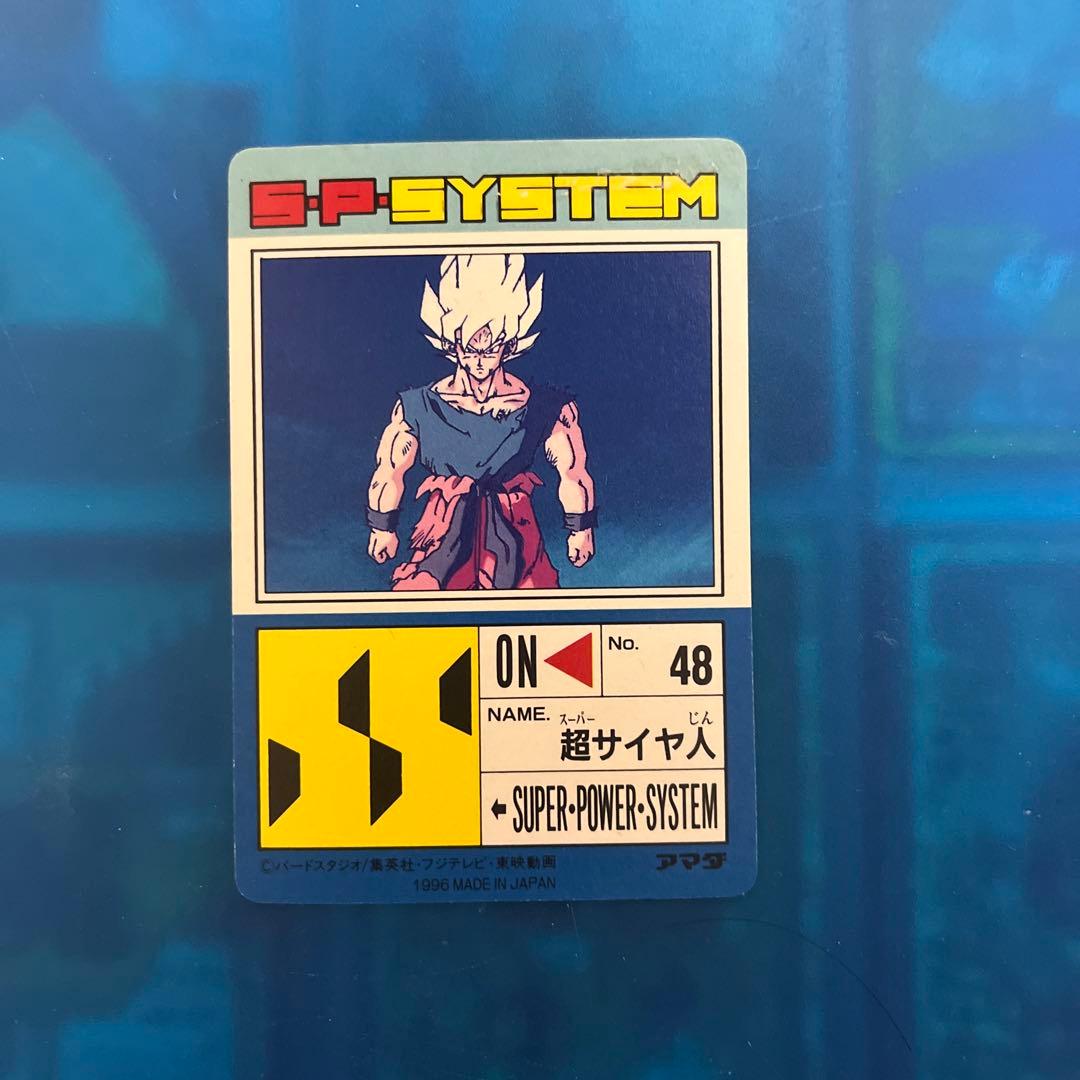 S·P·SYSTEM
ON
No. 48
NAME.
スーパー じん
超サイヤ人
SUPER·POWER·SYSTEM
©バードスタジオ/集英社·フジテレビ·東映動画
アマダ
1996 MADE IN JAPAN